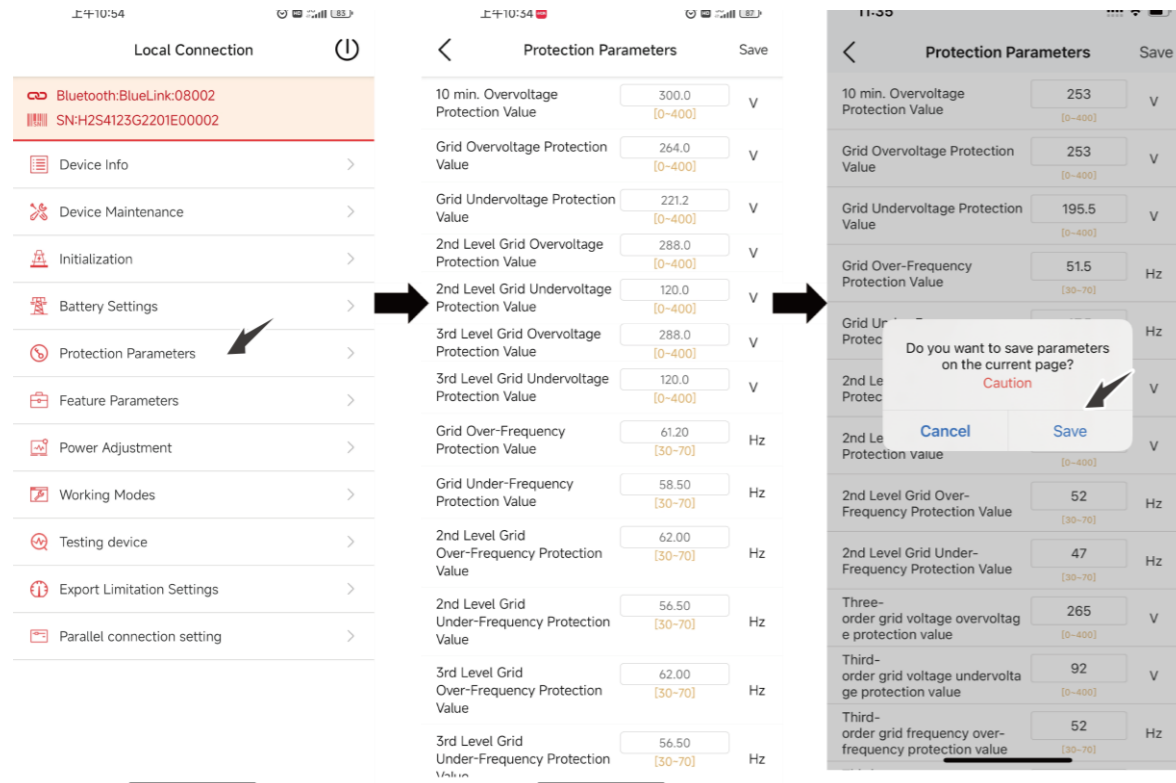 上午10:54
83
Local Connection
Bluetooth:BlueLink:08002
SN:H2S4123G2201E00002
Device Info
Device Maintenance
Initialization
Battery Settings
Protection Parameters
Feature Parameters
Power Adjustment
Working Modes
Testing device
Export Limitation Settings
Parallel connection setting
上午10:34
87
Protection Parameters
Save
10 min. Overvoltage
Protection Value
300.0
[0~400]
V
Grid Overvoltage Protection
Value
264.0
[0~400]
V
Grid Undervoltage Protection
Value
221.2
[0~400]
V
2nd Level Grid Overvoltage
Protection Value
288.0
[0~400]
V
2nd Level Grid Undervoltage
Protection Value
120.0
[0~400]
V
3rd Level Grid Overvoltage
Protection Value
288.0
[0~400]
V
3rd Level Grid Undervoltage
Protection Value
120.0
[0~400]
V
Grid Over-Frequency
Protection Value
61.20
[30~70]
Hz
Grid Under-Frequency
Protection Value
58.50
[30~70]
Hz
2nd Level Grid
Over-Frequency Protection
Value
62.00
[30~70]
Hz
2nd Level Grid
Under-Frequency Protection
Value
56.50
[30~70]
Hz
3rd Level Grid
Over-Frequency Protection
Value
62.00
[30~70]
Hz
3rd Level Grid
Under-Frequency Protection
Value
56.50
[30~70]
Hz
11:35
Protection Parameters
Save
10 min. Overvoltage
Protection Value
253
[0~400]
V
Grid Overvoltage Protection
Value
253
[0~400]
V
Grid Undervoltage Protection
Value
195.5
[0~400]
V
Grid Over-Frequency
Protection Value
51.5
[30~70]
Hz
Grid Un
Protec
Hz
Do you want to save parameters
on the current page?
Caution
Cancel
Save
2nd Le
Protec
V
2nd Le
Protection Value
[0~400]
V
2nd Level Grid Over-
Frequency Protection Value
52
[30~70]
Hz
2nd Level Grid Under-
Frequency Protection Value
47
[30~70]
Hz
Three-
order grid voltage overvoltag
e protection value
265
[0~400]
V
Third-
order grid voltage undervolta
ge protection value
92
[0~400]
V
Third-
order grid frequency over-
frequency protection value
52
[30~70]
Hz